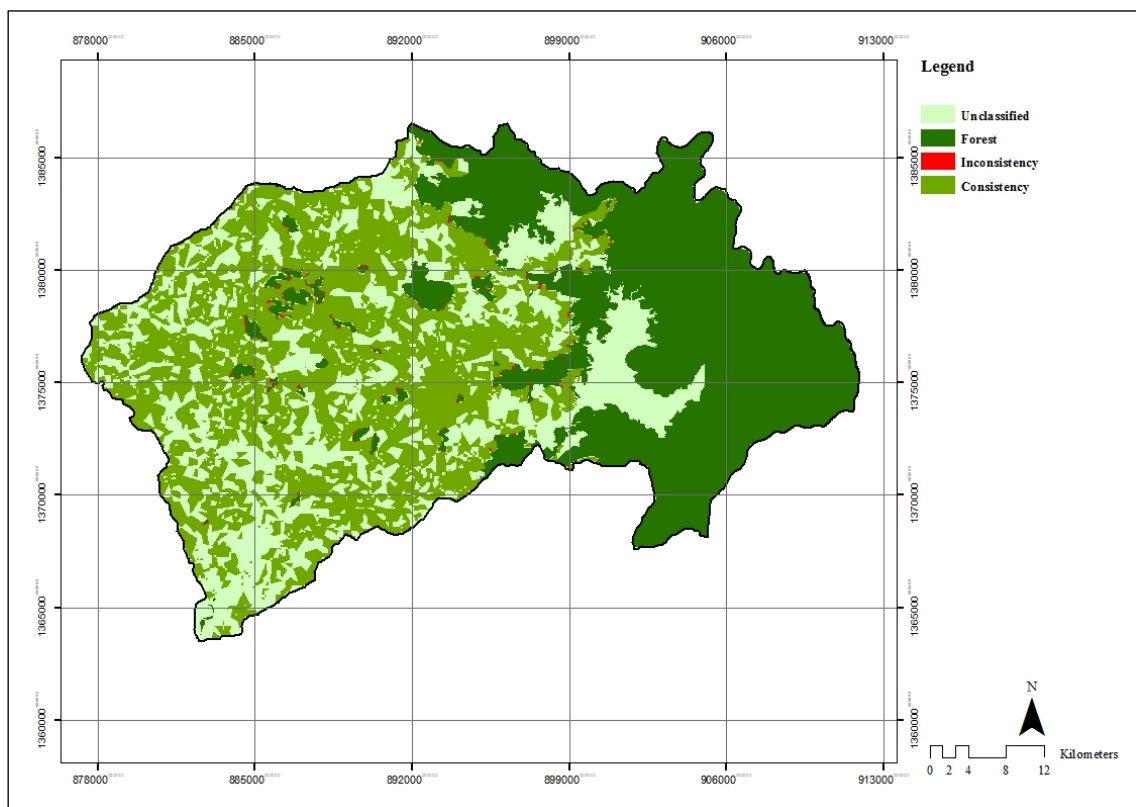 878000 885000 892000 899000 906000 913000
Legend
Unclassified
Forest
Inconsistency
Consistency
1385000 1385000
1380000 1380000
1375000 1375000
1370000 1370000
1365000 1365000
1360000 1360000
N
Kilometers
0 2 4 8 12
878000 885000 892000 899000 906000 913000